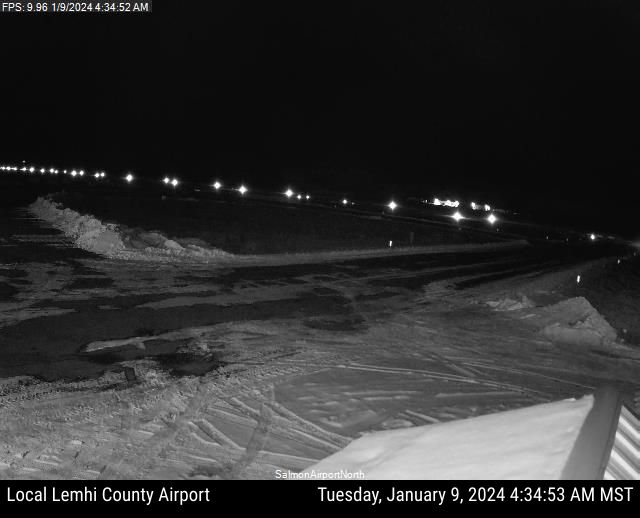 FPS: 9.96 1/9/2024 4:34:52 AM
SalmonAirportNorth
Local Lemhi County Airport Tuesday, January 9, 2024 4:34:53 AM MST